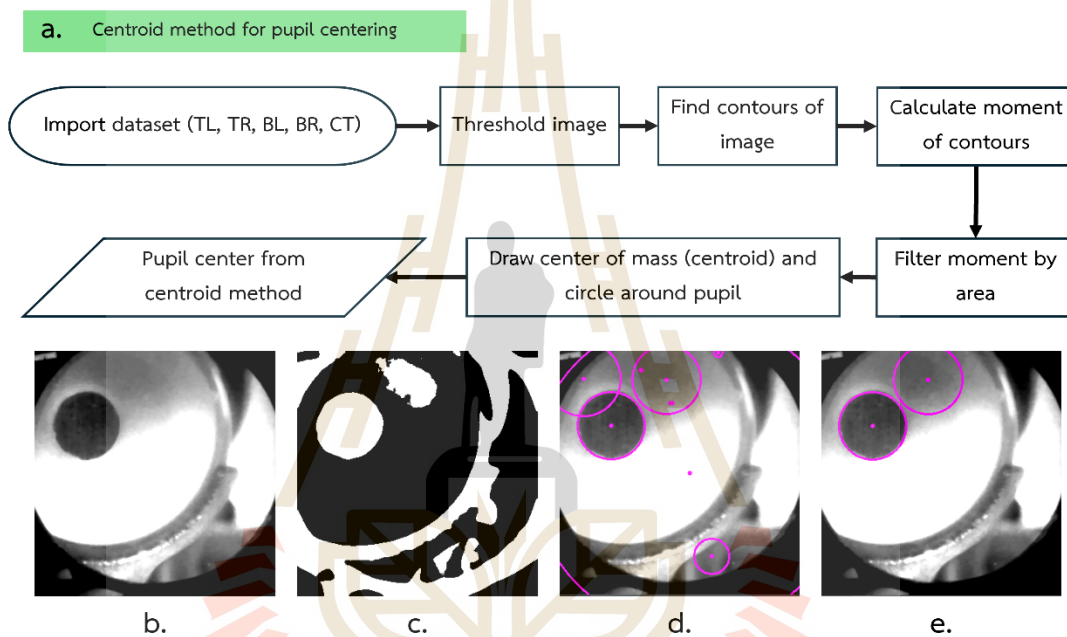 a. Centroid method for pupil centering
Import dataset (TL, TR, BL, BR, CT)
Threshold image
Find contours of
image
Calculate moment
of contours
Pupil center from
centroid method
Draw center of mass (centroid) and
circle around pupil
Filter moment by
area
b. c. d. e.